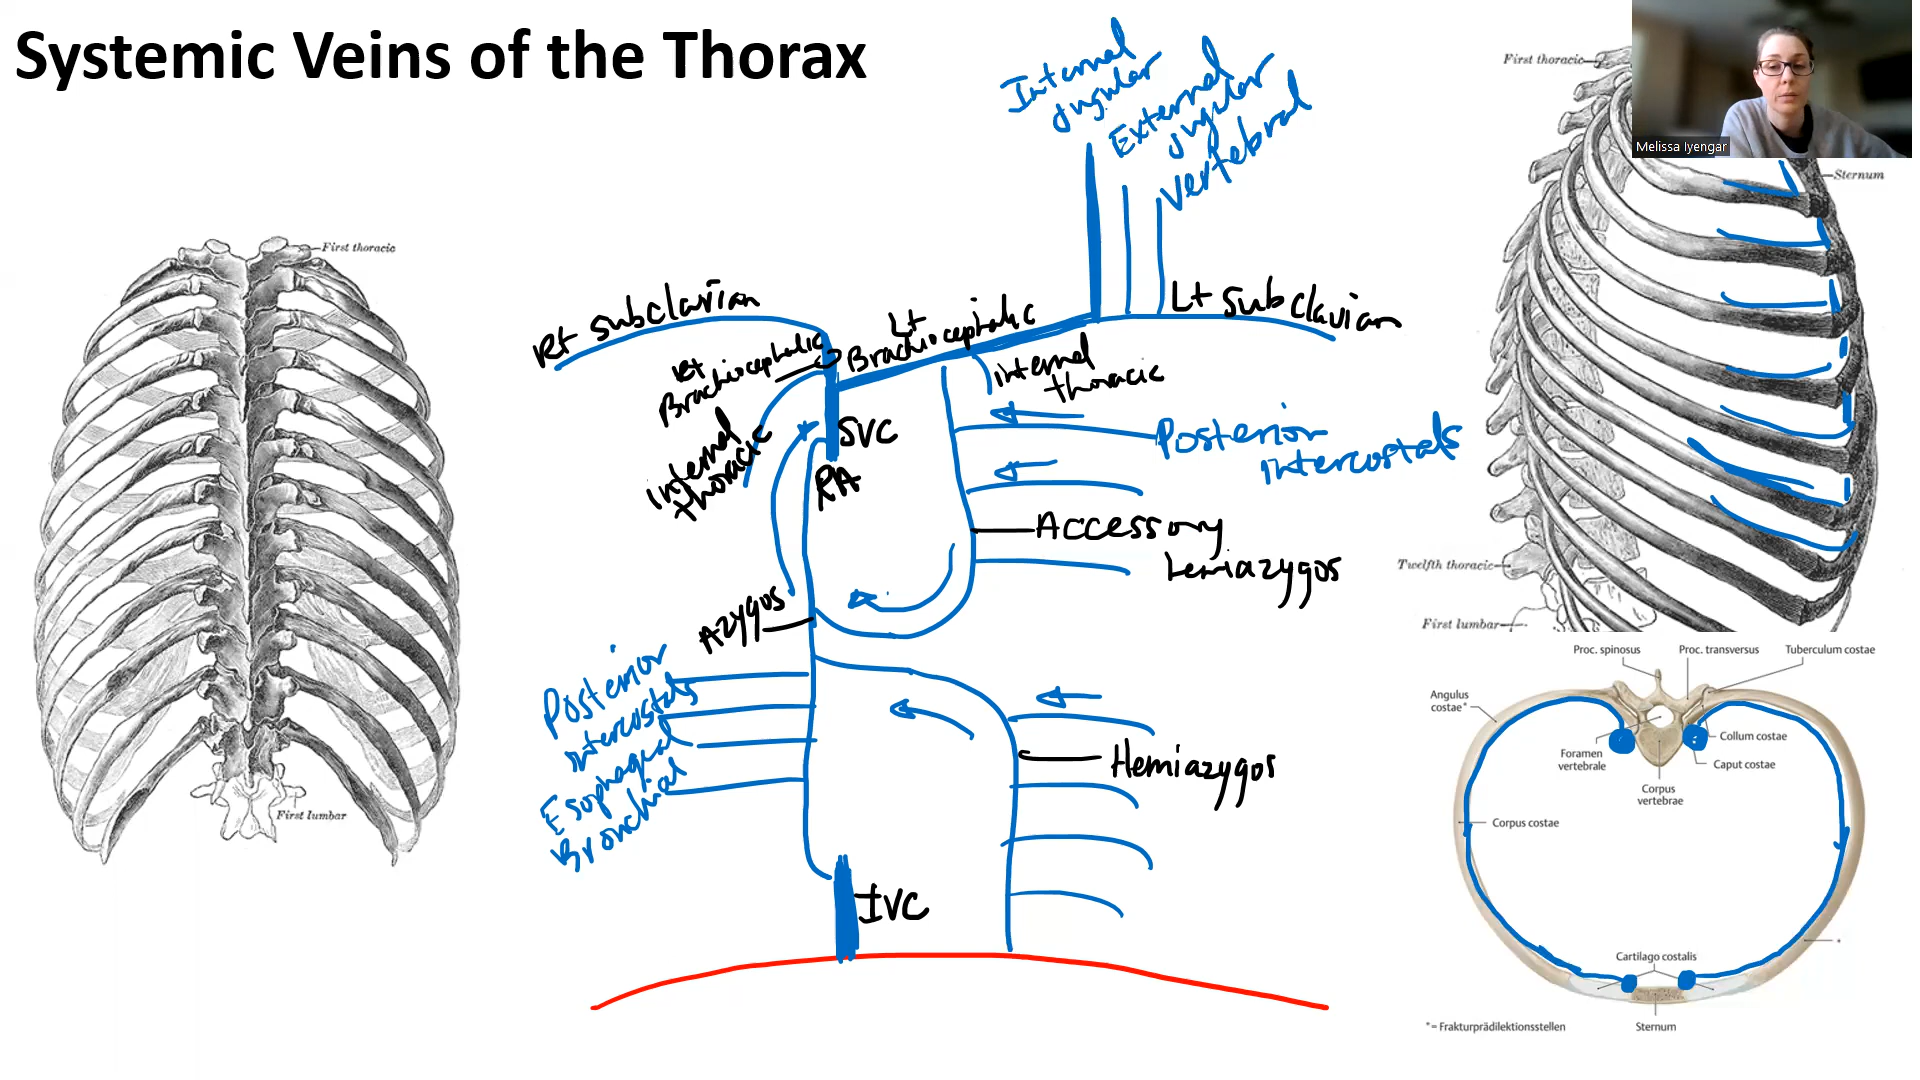 Systemic Veins of the Thorax
Internal
jugular
External
jugular
vertebral
First thoracic
Melissa Iyengar
Sternum
First thoracic
Rt subclavian
Lt
Brachiocephalic
Lt subclavian
Rt
Brachiocephalic
internal
thoracic
internal
thoracic
SVC
RA
Posterior
intercostals
Accessory
hemiazygos
Twelfth thoracic
First lumbar
Azygos
Posterior
intercostals
Esophageal
Bronchial
Hemiazygos
IVC
First lumbar
Proc. spinosus
Proc. transversus
Tuberculum costae
Angulus
costae*
Foramen
vertebrale
Collum costae
Caput costae
Corpus
vertebrae
Corpus costae
*
Cartilago costalis
*= Frakturprädilektionsstellen
Sternum